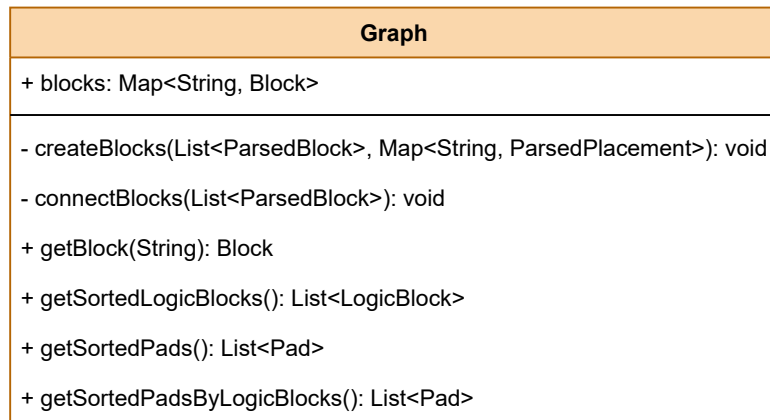 Graph
+ blocks: Map<String, Block>
- createBlocks(List<ParsedBlock>, Map<String, ParsedPlacement>): void
- connectBlocks(List<ParsedBlock>): void
+ getBlock(String): Block
+ getSortedLogicBlocks(): List<LogicBlock>
+ getSortedPads(): List<Pad>
+ getSortedPadsByLogicBlocks(): List<Pad>